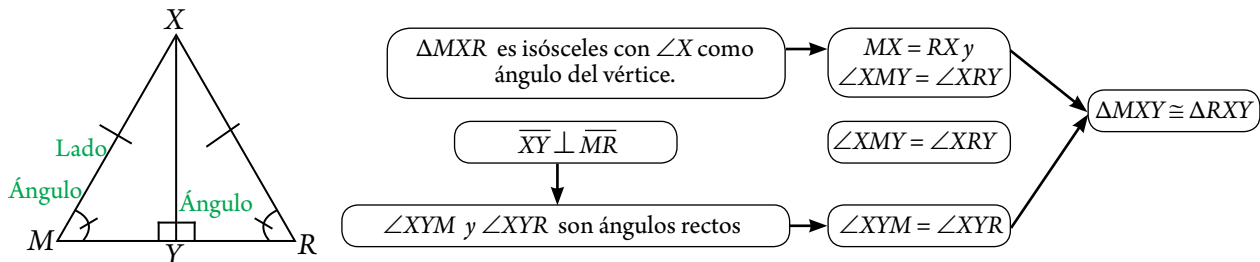 X
Lado
Ángulo
Ángulo
M
Y
R
ΔMXR es isósceles con ∠X como
ángulo del vértice.
MX = RX y
∠XMY = ∠XRY
ΔMXY ≅ ΔRXY
XY ⊥ MR
∠XMY = ∠XRY
∠XYM y ∠XYR son ángulos rectos
∠XYM = ∠XYR